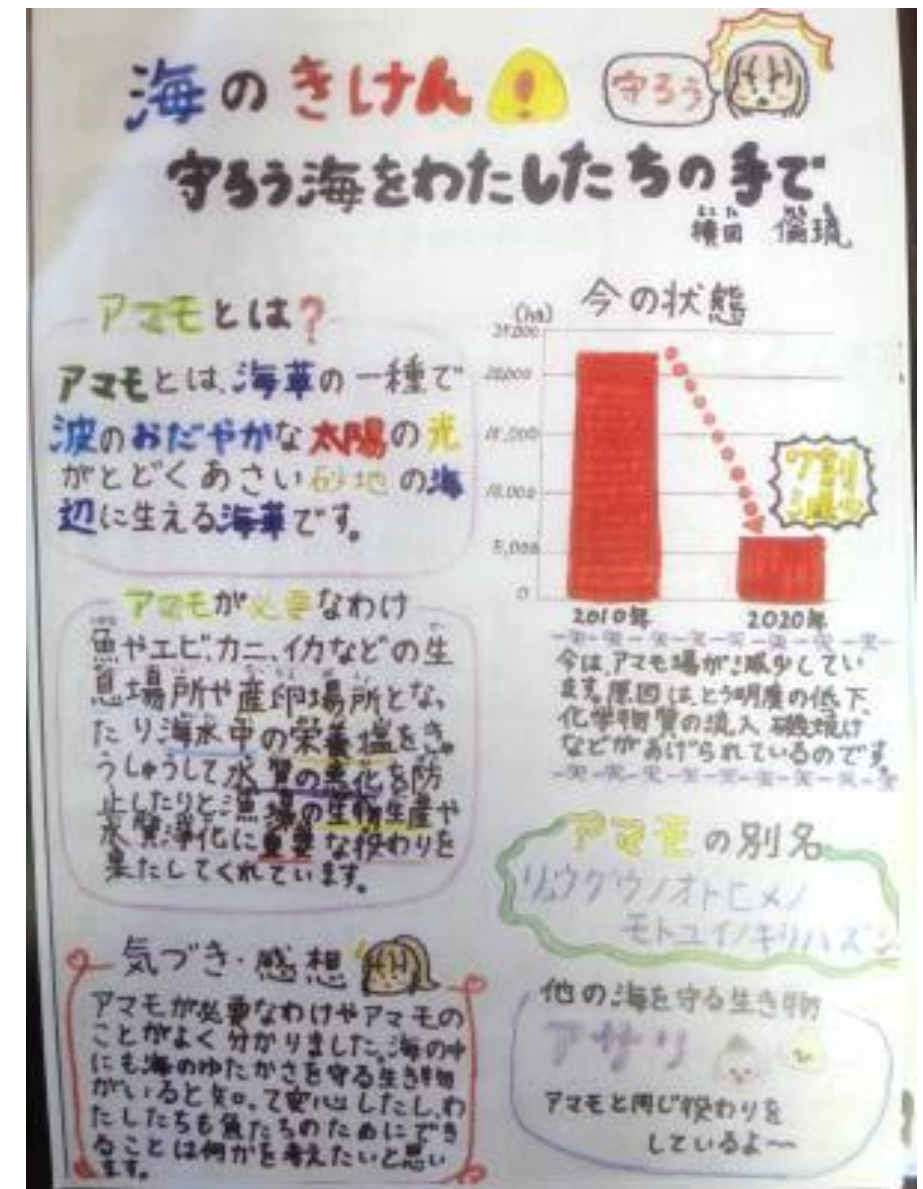 海のきけん!
守ろう
守ろう海をわたしたちの手で
アマモとは?
アマモとは、海草の一種で
波のおだやかな太陽の光
がとどくあさい砂地の海
辺に生える海草です。
アマモが必要なわけ
魚やエビ、カニ、イカなどの生
息場所や産卵場所となっ
たり海水中の栄養塩をきゅ
うしゅうして水質の悪化を防
止したりと漁場の生物生産や
水質浄化に重要な役わりを
果たしてくれています。
気づき・感想
アマモが必要なわけやアマモの
ことがよく分かりました。海の中
にも海のゆたかさを守る生き物
がいると知って安心したし、わ
たしたちも魚たちのためにでき
ることは何かを考えたいと思い
ます。
今の状態
(ha)
25,000
20,000
15,000
10,000
5,000
0
7割
減少
2010年
2020年
今は、アマモ場が減少してい
ます。原因は、とう明度の低下、
化学物質の流入、磯焼け
などがあげられているのです。
アマモの別名
リュウグウノオトヒメノ
モトユイノキリハズシ
他の海を守る生き物
アサリ
アマモと同じ役わりを
しているよ〜